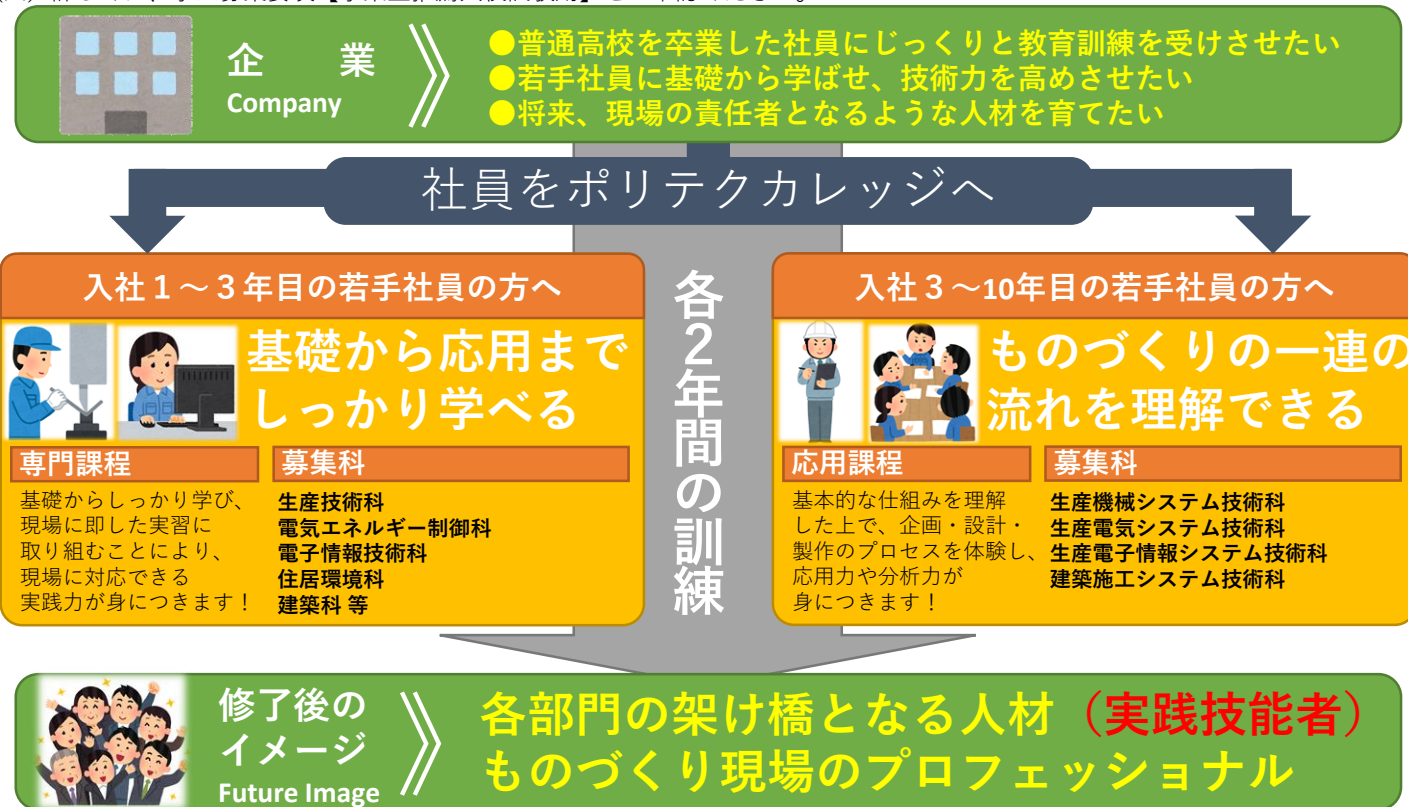 企　業
Company
●普通高校を卒業した社員にじっくりと教育訓練を受けさせたい
●若手社員に基礎から学ばせ、技術力を高めさせたい
●将来、現場の責任者となるような人材を育てたい
社員をポリテクカレッジへ
各2年間の訓練
入社１～３年目の若手社員の方へ
基礎から応用まで
しっかり学べる
専門課程
基礎からしっかり学び、
現場に即した実習に
取り組むことにより、
現場に対応できる
実践力が身につきます！
募集科
生産技術科
電気エネルギー制御科
電子情報技術科
住居環境科
建築科 等
入社３～10年目の若手社員の方へ
ものづくりの一連の
流れを理解できる
応用課程
基本的な仕組みを理解
した上で、企画・設計・
製作のプロセスを体験し、
応用力や分析力が
身につきます！
募集科
生産機械システム技術科
生産電気システム技術科
生産電子情報システム技術科
建築施工システム技術科
修了後の
イメージ
Future Image
各部門の架け橋となる人材（実践技能者）
ものづくり現場のプロフェッショナル